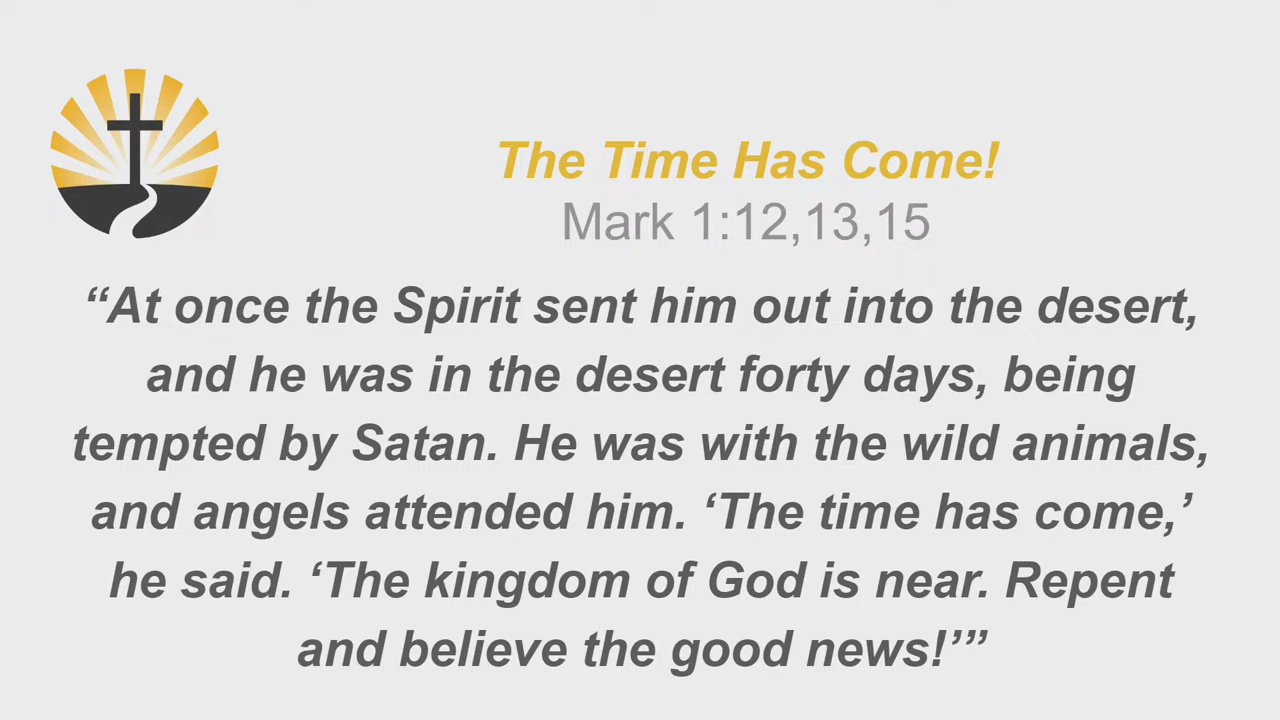 The Time Has Come!
Mark 1:12,13,15
“At once the Spirit sent him out into the desert,
and he was in the desert forty days, being
tempted by Satan. He was with the wild animals,
and angels attended him. ‘The time has come,’
he said. ‘The kingdom of God is near. Repent
and believe the good news!’”